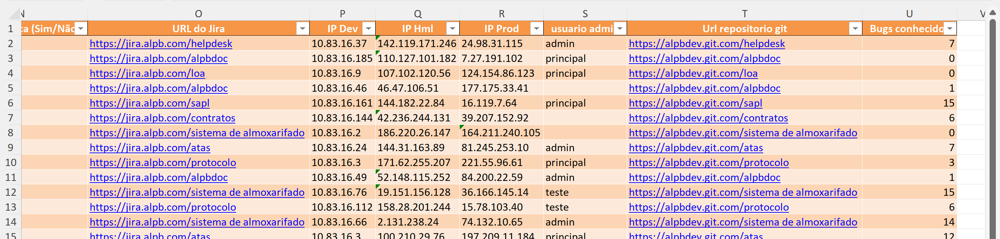 N O P Q R S T U V
1 ca (Sim/Não URL do Jira IP Dev IP Hml IP Prod usuario admi Url repositorio git Bugs conhecido
2 https://jira.alpb.com/helpdesk 10.83.16.37 142.119.171.246 24.98.31.115 admin https://alpbdev.git.com/helpdesk 7
3 https://jira.alpb.com/alpbdoc 10.83.16.185 110.127.101.182 7.27.191.102 principal https://alpbdev.git.com/alpbdoc 0
4 https://jira.alpb.com/loa 10.83.16.9 107.102.120.56 124.154.86.123 principal https://alpbdev.git.com/loa 0
5 https://jira.alpb.com/alpbdoc 10.83.16.46 46.47.106.51 177.175.33.41 https://alpbdev.git.com/alpbdoc 1
6 https://jira.alpb.com/sapl 10.83.16.161 144.182.22.84 16.119.7.64 principal https://alpbdev.git.com/sapl 15
7 https://jira.alpb.com/contratos 10.83.16.144 42.236.244.131 39.207.152.92 https://alpbdev.git.com/contratos 6
8 https://jira.alpb.com/sistema de almoxarifado 10.83.16.2 186.220.26.147 164.211.240.105 https://alpbdev.git.com/sistema de almoxarifado 0
9 https://jira.alpb.com/atas 10.83.16.24 144.31.163.89 81.245.253.10 admin https://alpbdev.git.com/atas 7
10 https://jira.alpb.com/protocolo 10.83.16.3 171.62.255.207 221.55.96.61 principal https://alpbdev.git.com/protocolo 3
11 https://jira.alpb.com/alpbdoc 10.83.16.49 52.148.115.252 84.200.22.59 admin https://alpbdev.git.com/alpbdoc 1
12 https://jira.alpb.com/sistema de almoxarifado 10.83.16.76 19.151.156.128 36.166.145.14 teste https://alpbdev.git.com/sistema de almoxarifado 15
13 https://jira.alpb.com/protocolo 10.83.16.112 158.28.201.244 15.78.103.40 teste https://alpbdev.git.com/protocolo 6
14 https://jira.alpb.com/sistema de almoxarifado 10.83.16.66 2.131.238.24 74.132.10.65 admin https://alpbdev.git.com/sistema de almoxarifado 14
15 https://jira.alpb.com/atas 10.83.16.3 100.210.29.76 197.209.11.184 principal https://alpbdev.git.com/atas 12